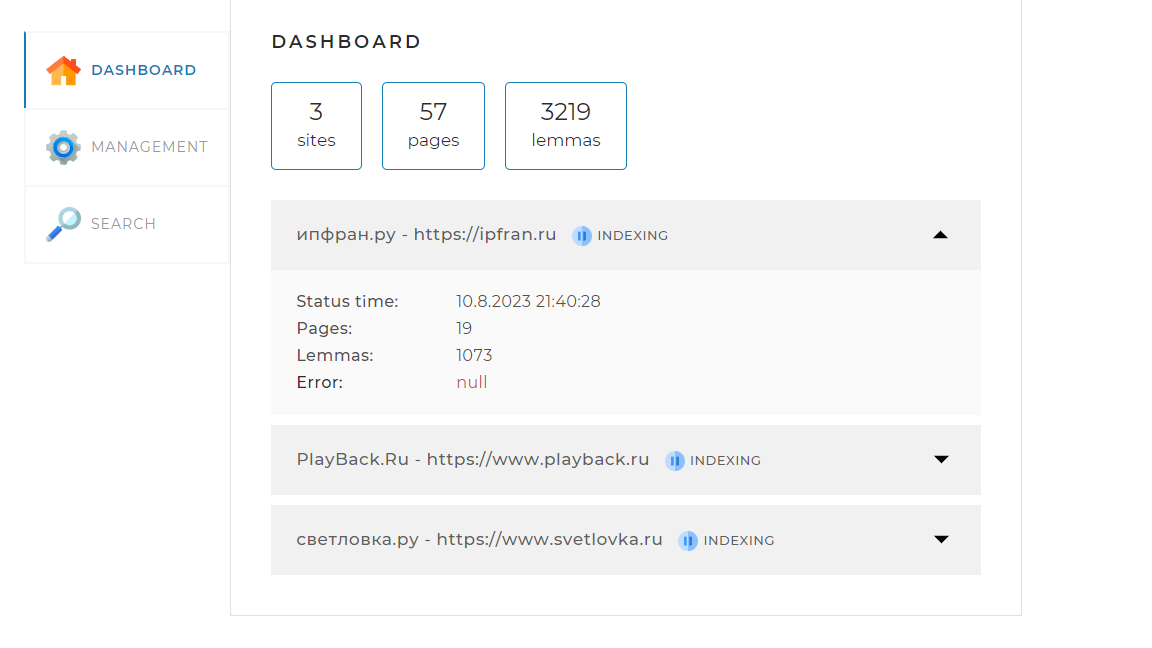 DASHBOARD
MANAGEMENT
SEARCH
DASHBOARD
3
sites
57
pages
3219
lemmas
ипфран.ру - https://ipfran.ru INDEXING
Status time: 10.8.2023 21:40:28
Pages: 19
Lemmas: 1073
Error: null
PlayBack.Ru - https://www.playback.ru INDEXING
светловка.ру - https://www.svetlovka.ru INDEXING